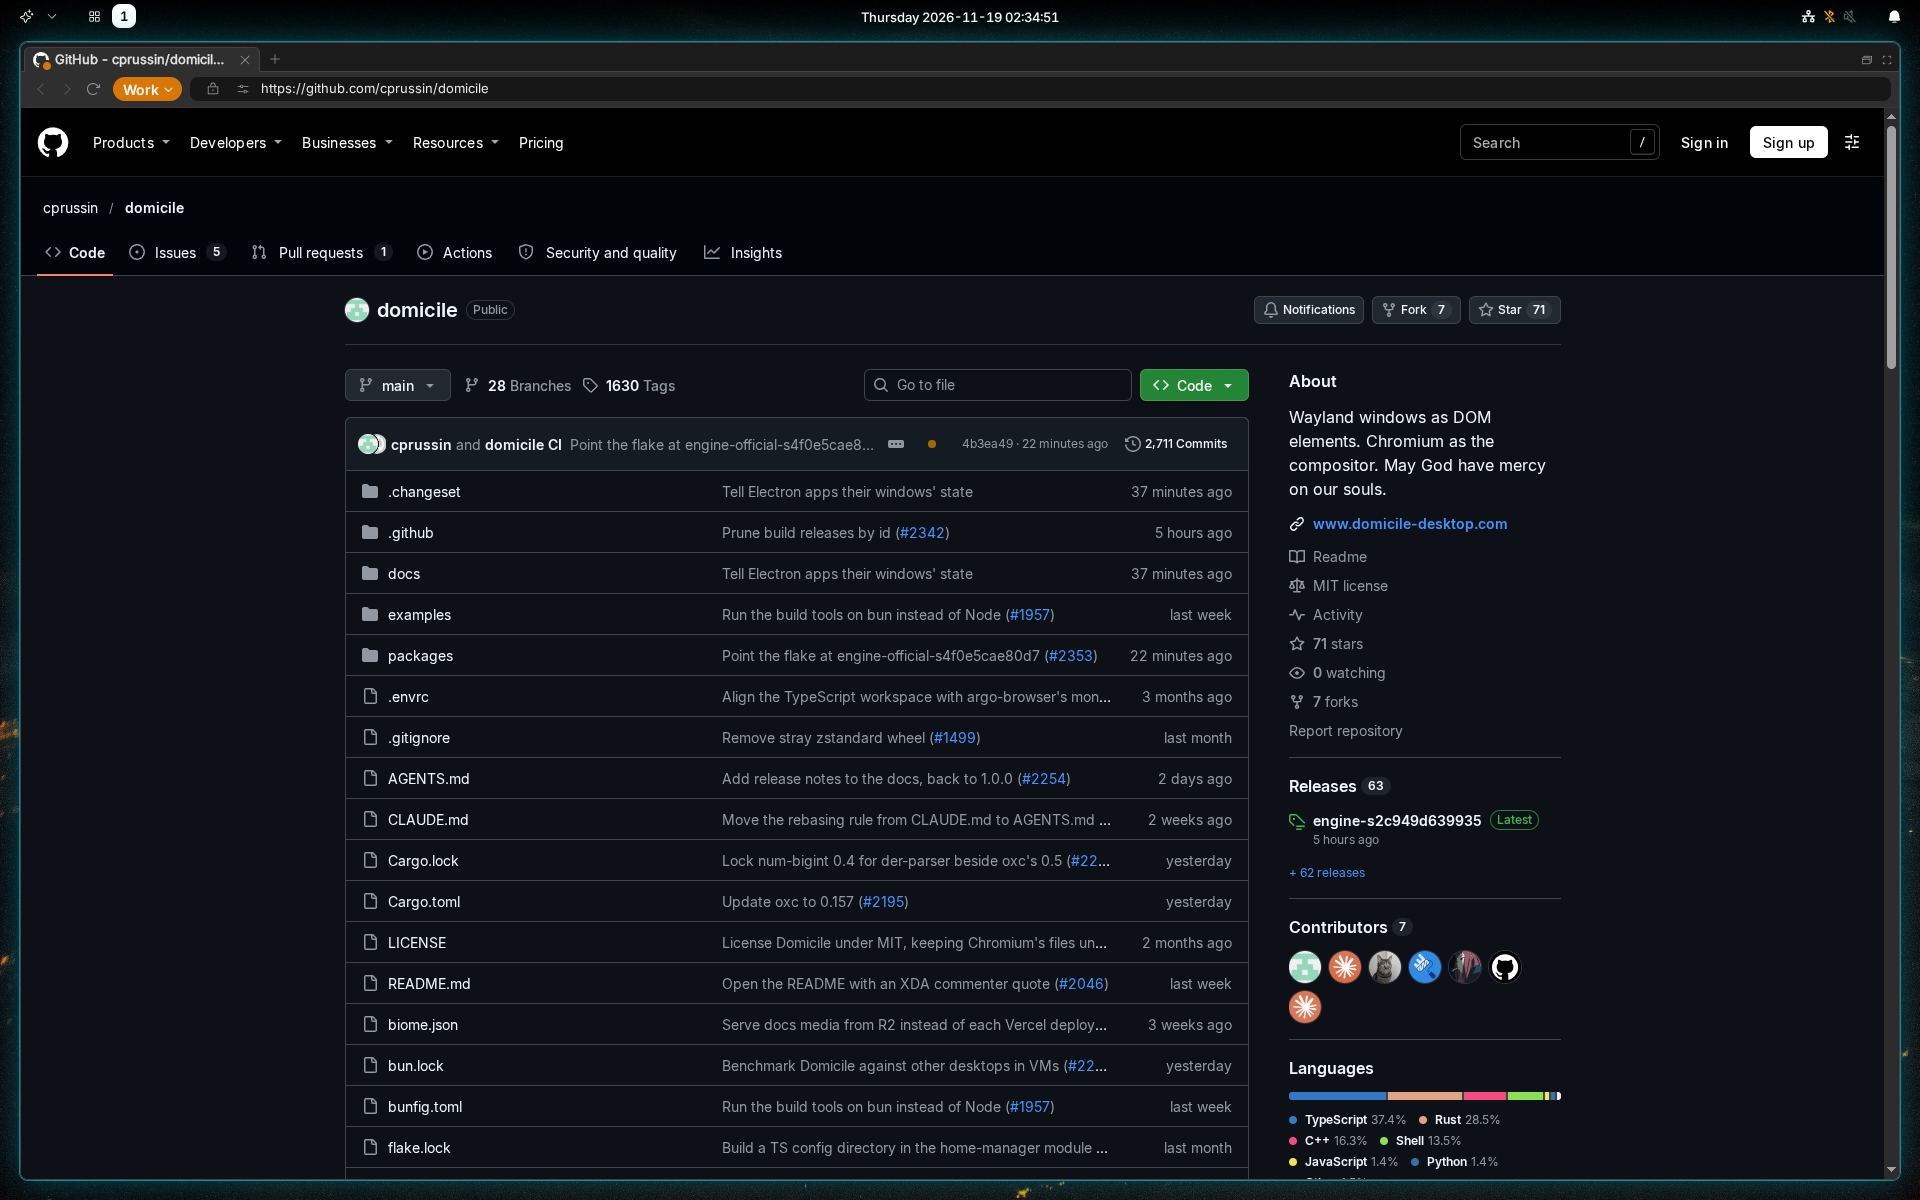 1
Thursday 2026-11-19 02:34:51
GitHub - cprussin/domicil...
Work
https://github.com/cprussin/domicile
Products Developers Businesses Resources Pricing
Search /
Sign in
Sign up
cprussin / domicile
Code Issues 5 Pull requests 1 Actions Security and quality Insights
domicile Public
Notifications Fork 7 Star 71
main 28 Branches 1630 Tags
Go to file
Code
cprussin and domicile CI Point the flake at engine-official-s4f0e5cae8... 4b3ea49 · 22 minutes ago 2,711 Commits
.changeset Tell Electron apps their windows' state 37 minutes ago
.github Prune build releases by id (#2342) 5 hours ago
docs Tell Electron apps their windows' state 37 minutes ago
examples Run the build tools on bun instead of Node (#1957) last week
packages Point the flake at engine-official-s4f0e5cae80d7 (#2353) 22 minutes ago
.envrc Align the TypeScript workspace with argo-browser's mon... 3 months ago
.gitignore Remove stray zstandard wheel (#1499) last month
AGENTS.md Add release notes to the docs, back to 1.0.0 (#2254) 2 days ago
CLAUDE.md Move the rebasing rule from CLAUDE.md to AGENTS.md ... 2 weeks ago
Cargo.lock Lock num-bigint 0.4 for der-parser beside oxc's 0.5 (#22... yesterday
Cargo.toml Update oxc to 0.157 (#2195) yesterday
LICENSE License Domicile under MIT, keeping Chromium's files un... 2 months ago
README.md Open the README with an XDA commenter quote (#2046) last week
biome.json Serve docs media from R2 instead of each Vercel deploy... 3 weeks ago
bun.lock Benchmark Domicile against other desktops in VMs (#22... yesterday
bunfig.toml Run the build tools on bun instead of Node (#1957) last week
flake.lock Build a TS config directory in the home-manager module ... last month
About
Wayland windows as DOM
elements. Chromium as the
compositor. May God have mercy
on our souls.
www.domicile-desktop.com
Readme
MIT license
Activity
71 stars
0 watching
7 forks
Report repository
Releases 63
engine-s2c949d639935 Latest
5 hours ago
+ 62 releases
Contributors 7
Languages
TypeScript 37.4% Rust 28.5%
C++ 16.3% Shell 13.5%
JavaScript 1.4% Python 1.4%